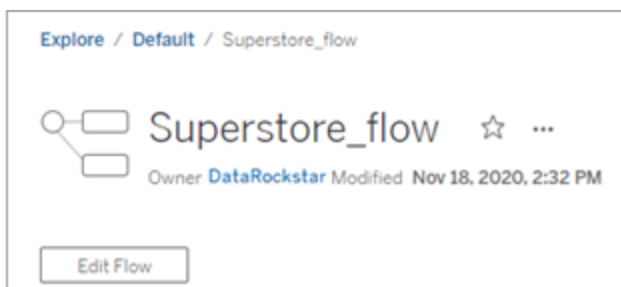 Explore / Default / Superstore_flow
Superstore_flow
Owner DataRockstar Modified Nov 18, 2020, 2:32 PM
Edit Flow